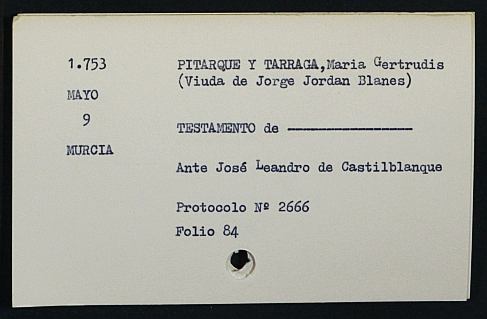 1.753
MAYO
9
MURCIA
PITARQUE Y TARRAGA,Maria Gertrudis
(Viuda de Jorge Jordan Blanes)
TESTAMENTO de ----------------
Ante José Leandro de Castilblanque
Protocolo Nº 2666
Folio 84